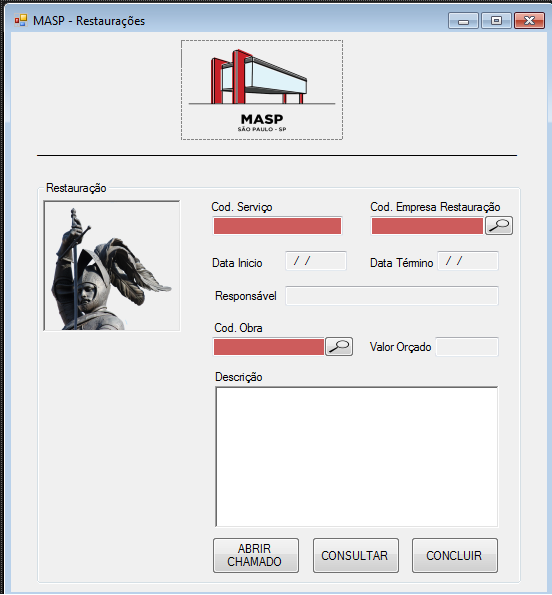 MASP - Restaurações
MASP
SÃO PAULO - SP
Restauração
Cod. Serviço
Cod. Empresa Restauração
Data Inicio / /
Data Término / /
Responsável
Cod. Obra
Valor Orçado
Descrição
ABRIR
CHAMADO
CONSULTAR
CONCLUIR